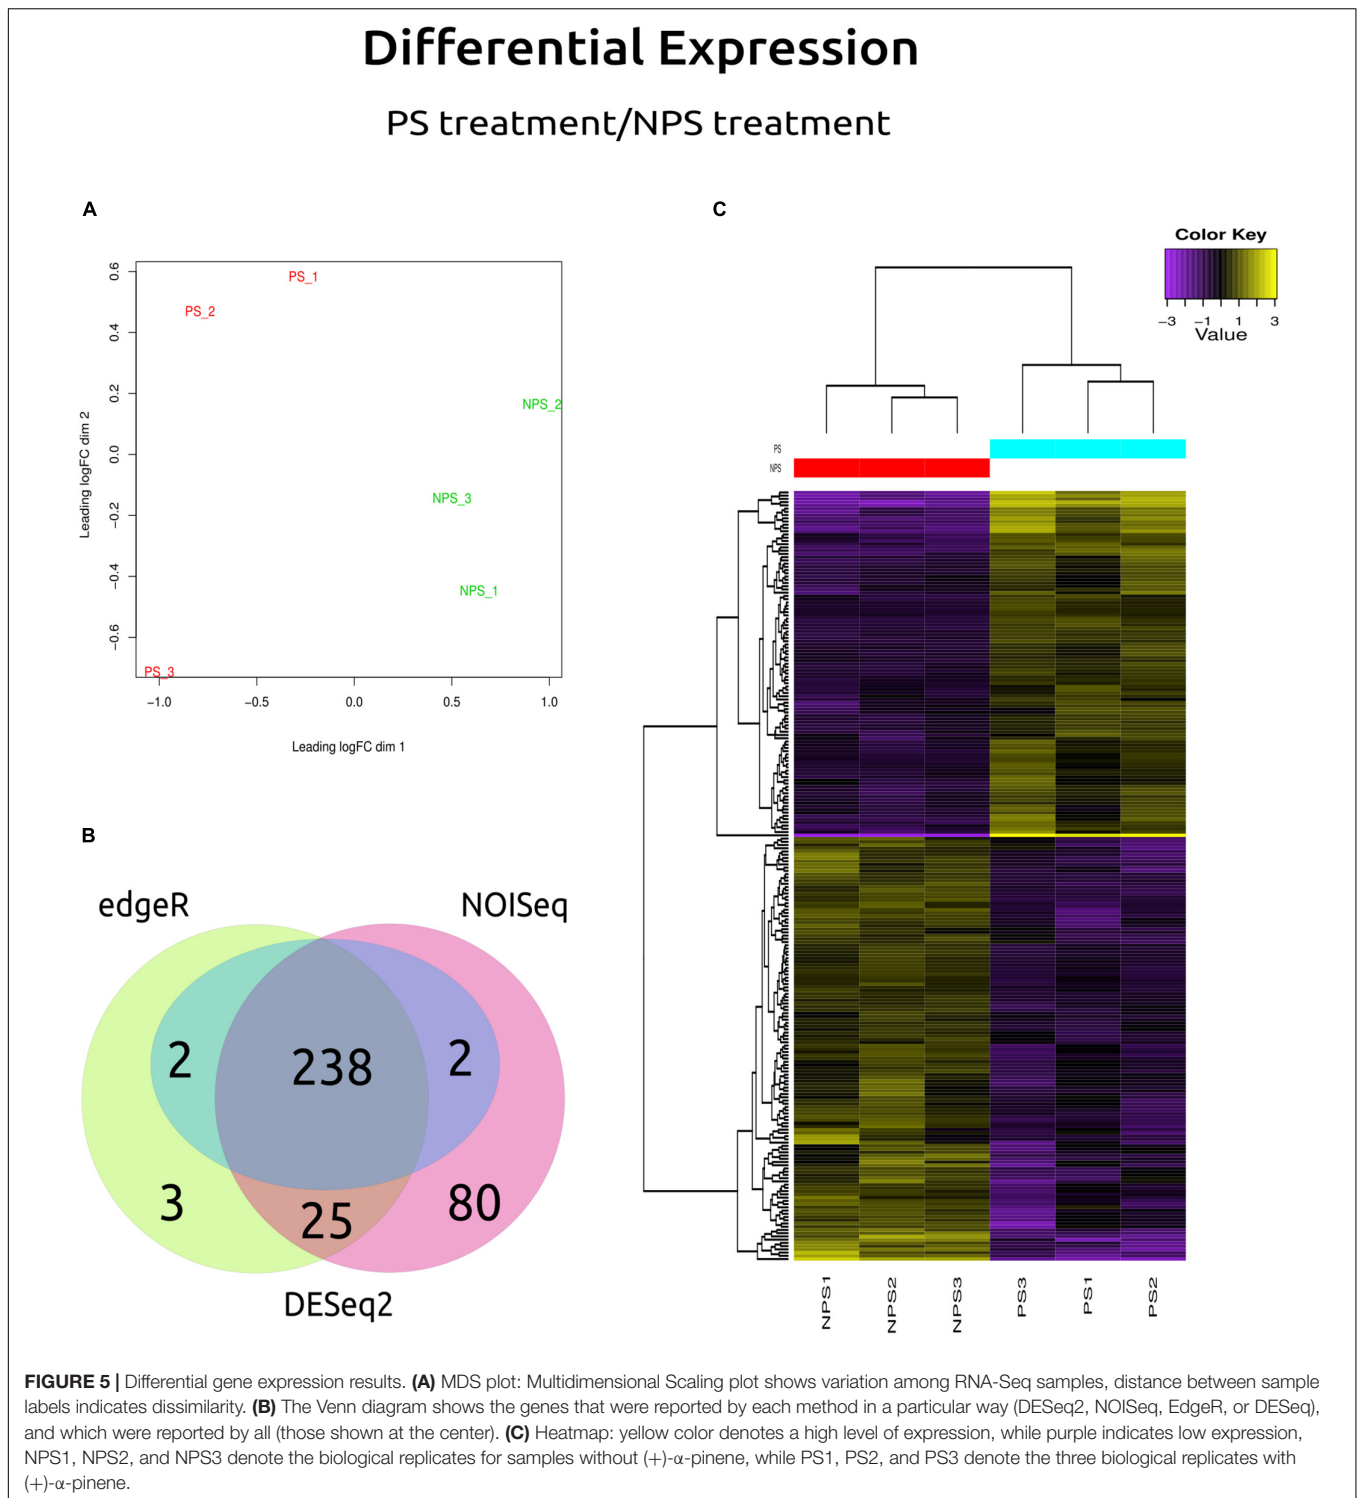 Differential Expression
PS treatment/NPS treatment
A
PS_1
PS_2
NPS_2
NPS_3
NPS_1
PS_3
0.6
0.4
0.2
0.0
−0.2
−0.4
−0.6
Leading logFC dim 2
−1.0 −0.5 0.0 0.5 1.0
Leading logFC dim 1
B
edgeR
NOISeq
2
238
2
3
25
80
DESeq2
C
Color Key
−3 −1 1 3
Value
PS
NPS
NPS1
NPS2
NPS3
PS3
PS1
PS2
FIGURE 5 | Differential gene expression results. (A) MDS plot: Multidimensional Scaling plot shows variation among RNA-Seq samples, distance between sample
labels indicates dissimilarity. (B) The Venn diagram shows the genes that were reported by each method in a particular way (DESeq2, NOISeq, EdgeR, or DESeq),
and which were reported by all (those shown at the center). (C) Heatmap: yellow color denotes a high level of expression, while purple indicates low expression,
NPS1, NPS2, and NPS3 denote the biological replicates for samples without (+)-α-pinene, while PS1, PS2, and PS3 denote the three biological replicates with
(+)-α-pinene.